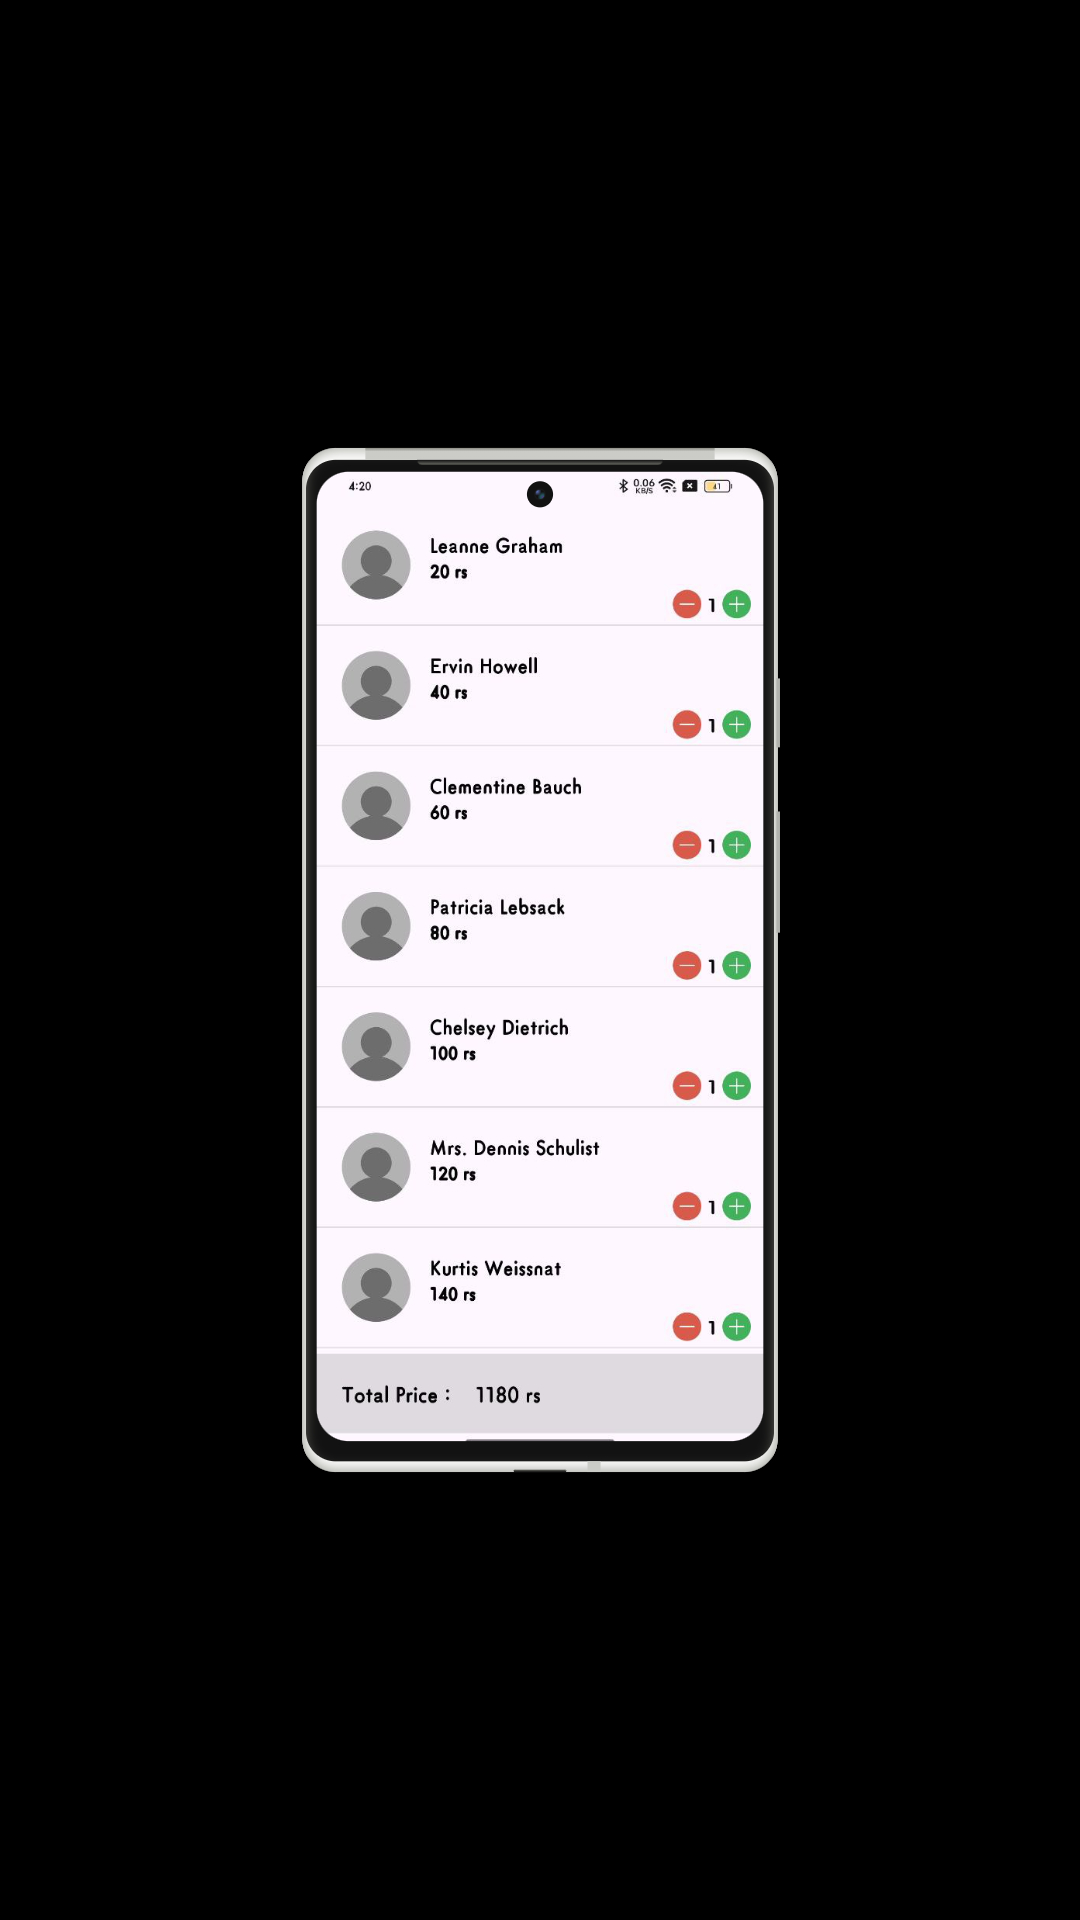 4:20
0.06
KB/S
41
Leanne Graham
20 rs
1
Ervin Howell
40 rs
1
Clementine Bauch
60 rs
1
Patricia Lebsack
80 rs
1
Chelsey Dietrich
100 rs
1
Mrs. Dennis Schulist
120 rs
1
Kurtis Weissnat
140 rs
1
Total Price : 1180 rs